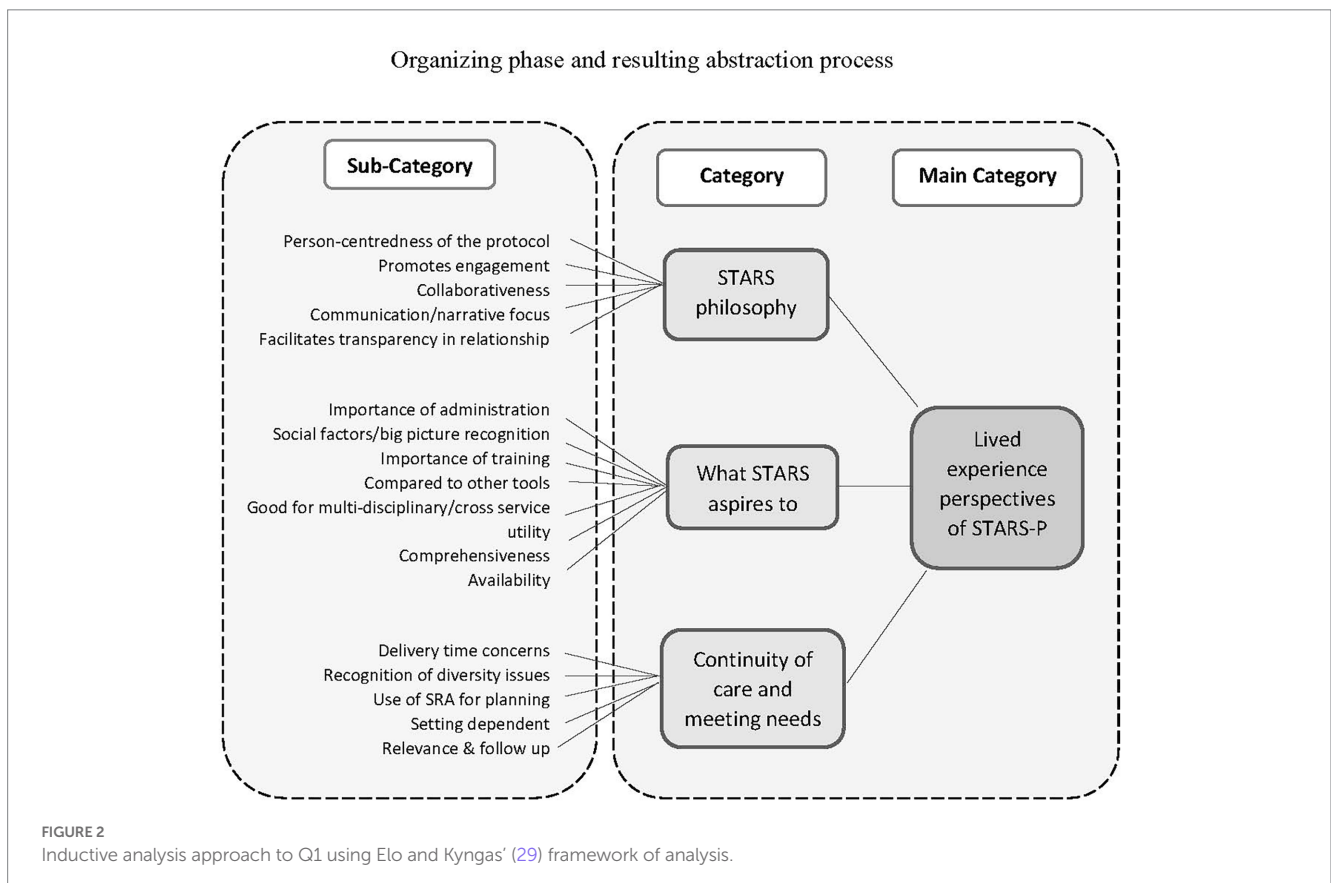 Organizing phase and resulting abstraction process
Sub-Category
Category
Main Category
Person-centredness of the protocol
Promotes engagement
Collaborativeness
Communication/narrative focus
Facilitates transparency in relationship
STARS
philosophy
Importance of administration
Social factors/big picture recognition
Importance of training
Compared to other tools
Good for multi-disciplinary/cross service
utility
Comprehensiveness
Availability
What STARS
aspires to
Lived
experience
perspectives
of STARS-P
Delivery time concerns
Recognition of diversity issues
Use of SRA for planning
Setting dependent
Relevance & follow up
Continuity of
care and
meeting needs
FIGURE 2
Inductive analysis approach to Q1 using Elo and Kyngas’ (29) framework of analysis.